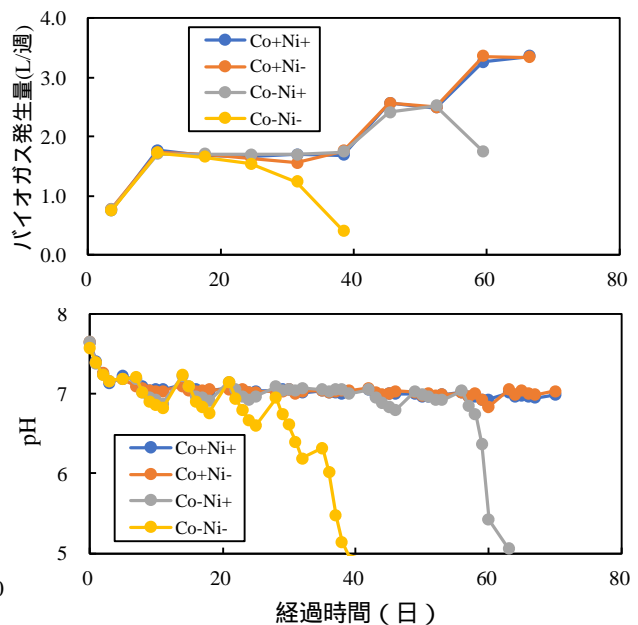 バイオガス発生量(L/週)
4.0
3.0
2.0
1.0
0.0
Co+Ni+
Co+Ni-
Co-Ni+
Co-Ni-
0 20 40 60 80
pH
8
7
6
5
Co+Ni+
Co+Ni-
Co-Ni+
Co-Ni-
0 20 40 60 80
0
経過時間（日）